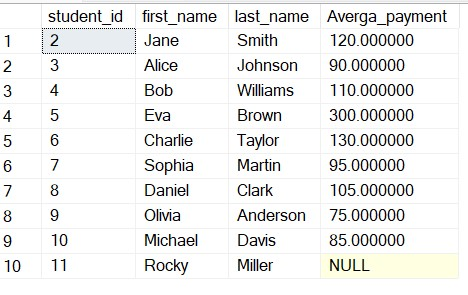 student_id first_name last_name Averga_payment
1 2 Jane Smith 120.000000
2 3 Alice Johnson 90.000000
3 4 Bob Williams 110.000000
4 5 Eva Brown 300.000000
5 6 Charlie Taylor 130.000000
6 7 Sophia Martin 95.000000
7 8 Daniel Clark 105.000000
8 9 Olivia Anderson 75.000000
9 10 Michael Davis 85.000000
10 11 Rocky Miller NULL